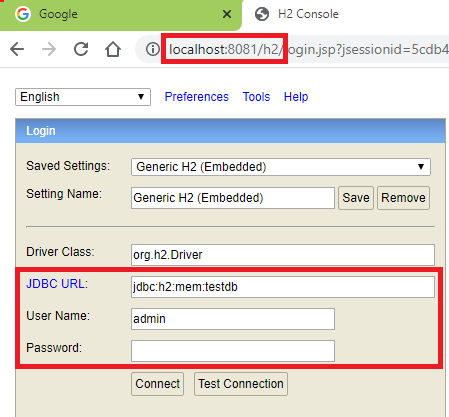 Google
H2 Console
localhost:8081/h2/login.jsp?jsessionid=5cdb4
English Preferences Tools Help
Login
Saved Settings: Generic H2 (Embedded)
Setting Name: Generic H2 (Embedded) Save Remove
Driver Class: org.h2.Driver
JDBC URL: jdbc:h2:mem:testdb
User Name: admin
Password:
Connect Test Connection